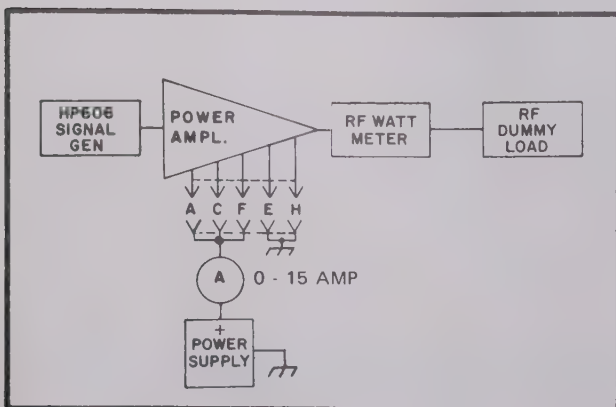 HP606
SIGNAL
GEN
POWER
AMPL.
RF WATT
METER
RF
DUMMY
LOAD
A C F E H
A 0 - 15 AMP
+
POWER
SUPPLY